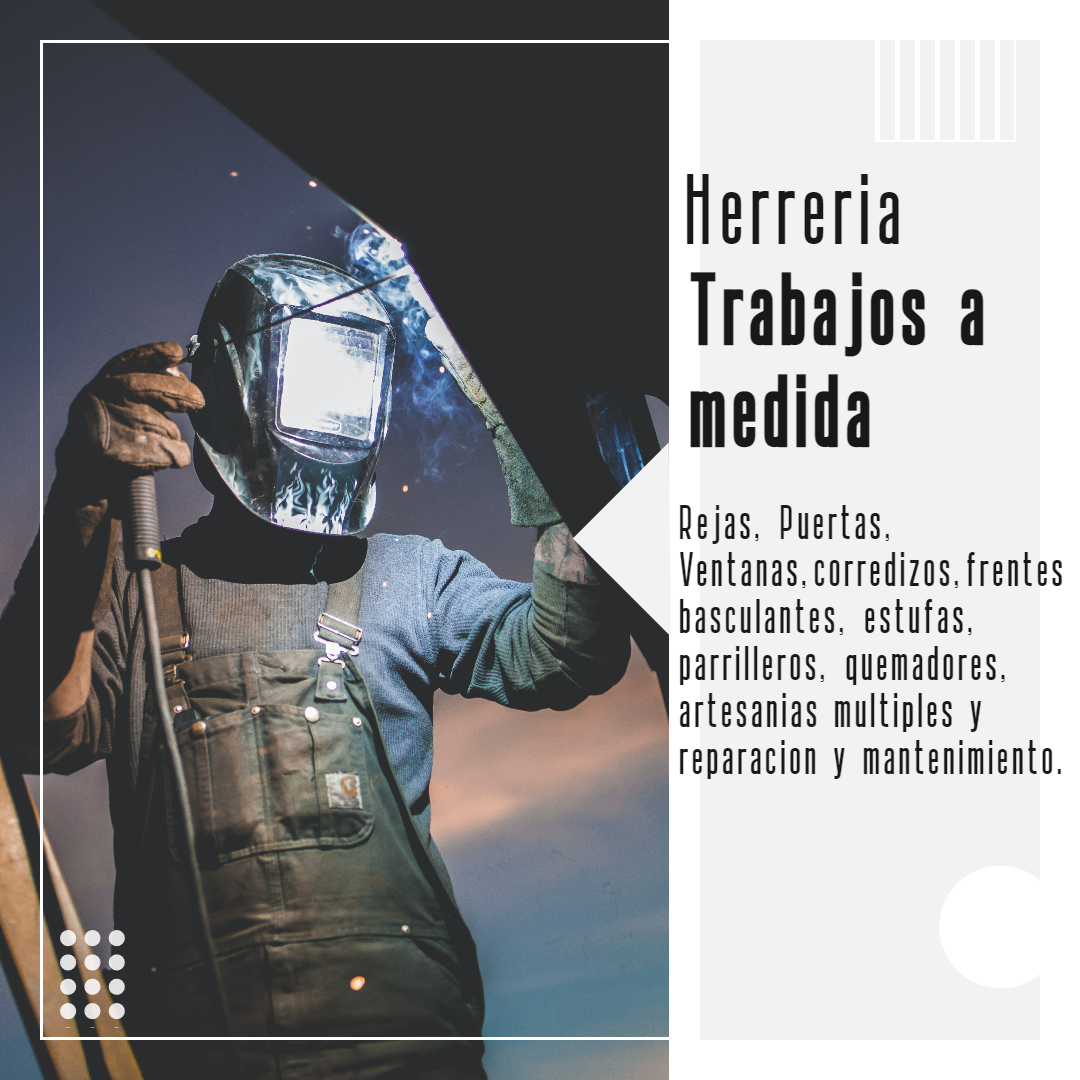 Herreria
Trabajos a
medida
Rejas, Puertas,
Ventanas,corredizos,frentes
basculantes, estufas,
parrilleros, quemadores,
artesanias multiples y
reparacion y mantenimiento.